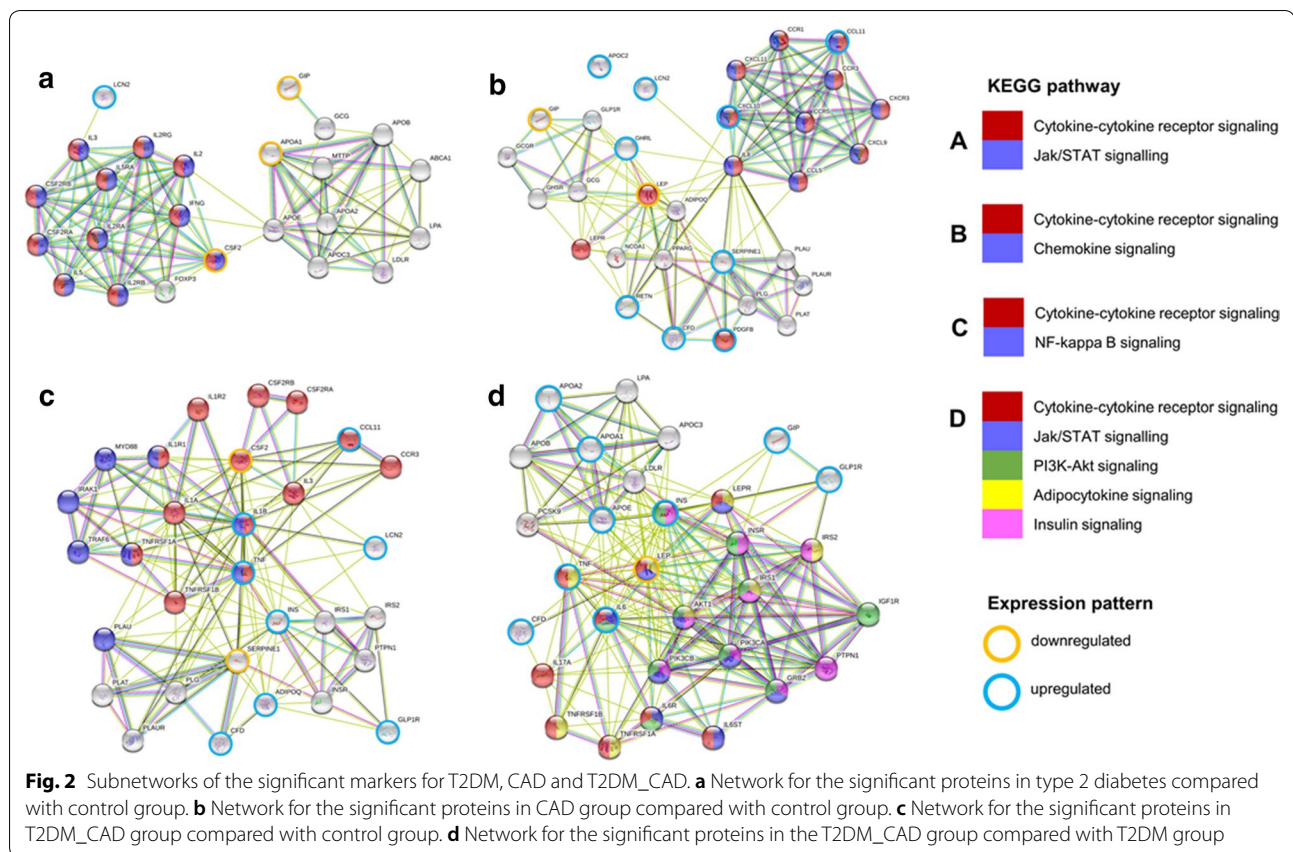 a
LCN2
GIP
GCG
IL3
IL2RG
IL2
APOA1
APOB
MTTP
ABCA1
IL5RA
CSF2RB
IFNG
APOA2
APOE
LPA
CSF2RA
IL2RA
CSF2
APOC3
LDLR
IL5
IL2RB
FOXP3
b
APOC2
LCN2
CCR1
CCL11
CXCL11
CCR3
CXCR3
CXCL10
CCR5
CXCL9
IL8
CCL5
GIP
GLP1R
GHRL
GCGR
GHSR
GCG
LEP
ADIPOQ
LEPR
NCOA1
PPARG
SERPINE1
PLAU
PLAUR
PLG
PLAT
RETN
CFD
PDGFB
c
CSF2RB
CSF2RA
IL1R2
CCL11
MYD88
IL1R1
CSF2
CCR3
IRAK1
IL1A
IL3
IL1B
TRAF6
TNFRSF1A
LCN2
TNF
TNFRSF1B
INS
IRS1
IRS2
PLAU
SERPINE1
PTPN1
PLAT
PLG
ADIPOQ
INSR
PLAUR
CFD
GLP1R
d
APOA2
LPA
APOA1
APOC3
GIP
APOB
LDLR
GLP1R
PCSK9
APOE
INS
LEPR
INSR
IRS2
TNF
LEP
IRS1
IL6
AKT1
IGF1R
CFD
PIK3CA
PIK3CB
PTPN1
IL17A
GRB2
IL6R
TNFRSF1B
TNFRSF1A
IL6ST
KEGG pathway
A
Cytokine-cytokine receptor signaling
Jak/STAT signalling
B
Cytokine-cytokine receptor signaling
Chemokine signaling
C
Cytokine-cytokine receptor signaling
NF-kappa B signaling
D
Cytokine-cytokine receptor signaling
Jak/STAT signalling
PI3K-Akt signaling
Adipocytokine signaling
Insulin signaling
Expression pattern
downregulated
upregulated
Fig. 2 Subnetworks of the significant markers for T2DM, CAD and T2DM_CAD. a Network for the significant proteins in type 2 diabetes compared
with control group. b Network for the significant proteins in CAD group compared with control group. c Network for the significant proteins in
T2DM_CAD group compared with control group. d Network for the significant proteins in the T2DM_CAD group compared with T2DM group